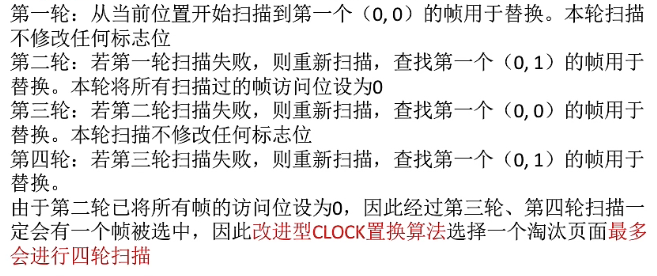 第一轮：从当前位置开始扫描到第一个（0, 0）的帧用于替换。本轮扫描
不修改任何标志位
第二轮：若第一轮扫描失败，则重新扫描，查找第一个（0, 1）的帧用于
替换。本轮将所有扫描过的帧访问位设为0
第三轮：若第二轮扫描失败，则重新扫描，查找第一个（0, 0）的帧用于
替换。本轮扫描不修改任何标志位
第四轮：若第三轮扫描失败，则重新扫描，查找第一个（0, 1）的帧用于
替换。
由于第二轮已将所有帧的访问位设为0，因此经过第三轮、第四轮扫描一
定会有一个帧被选中，因此改进型CLOCK置换算法选择一个淘汰页面最多
会进行四轮扫描